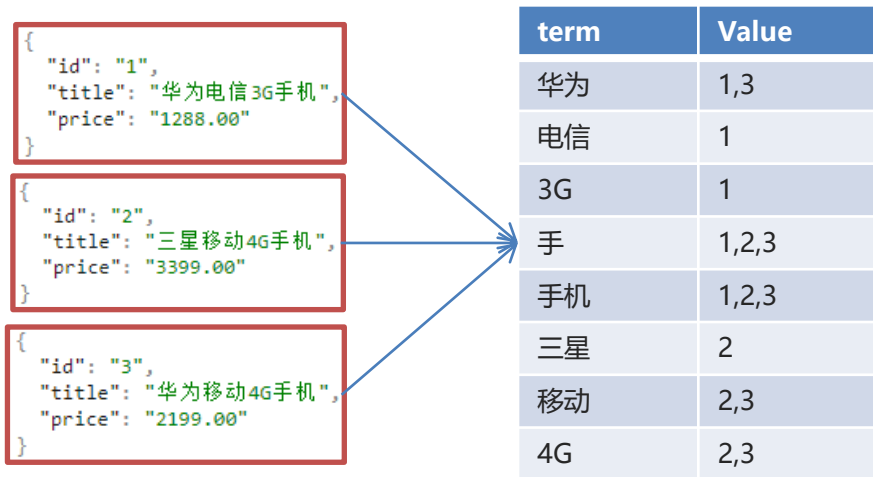 {
"id": "1",
"title": "华为电信3G手机",
"price": "1288.00"
}
{
"id": "2",
"title": "三星移动4G手机",
"price": "3399.00"
}
{
"id": "3",
"title": "华为移动4G手机",
"price": "2199.00"
}
term Value
华为 1,3
电信 1
3G 1
手 1,2,3
手机 1,2,3
三星 2
移动 2,3
4G 2,3